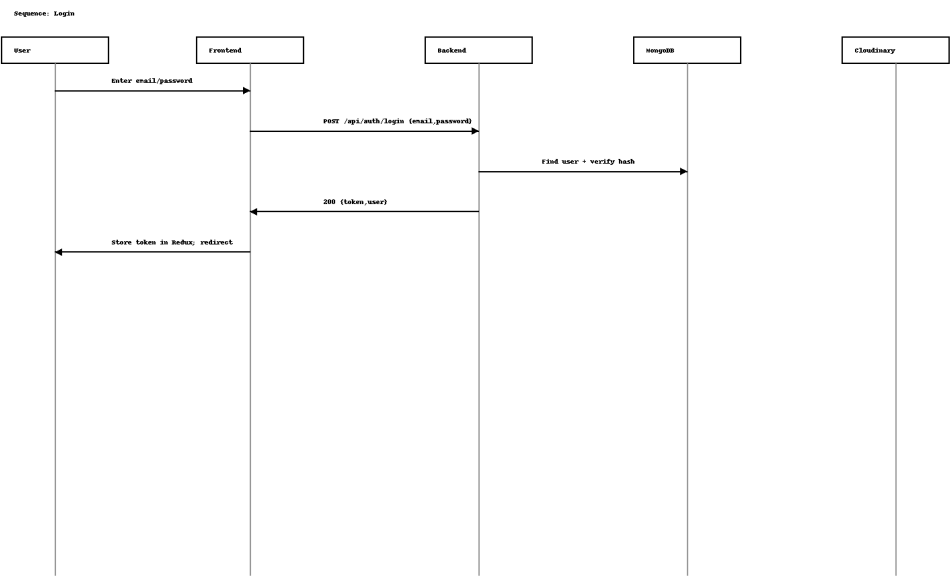 Sequence: Login
User
Frontend
Backend
MongoDB
Cloudinary
Enter email/password
POST /api/auth/login {email,password}
Find user + verify hash
200 {token,user}
Store token in Redux; redirect